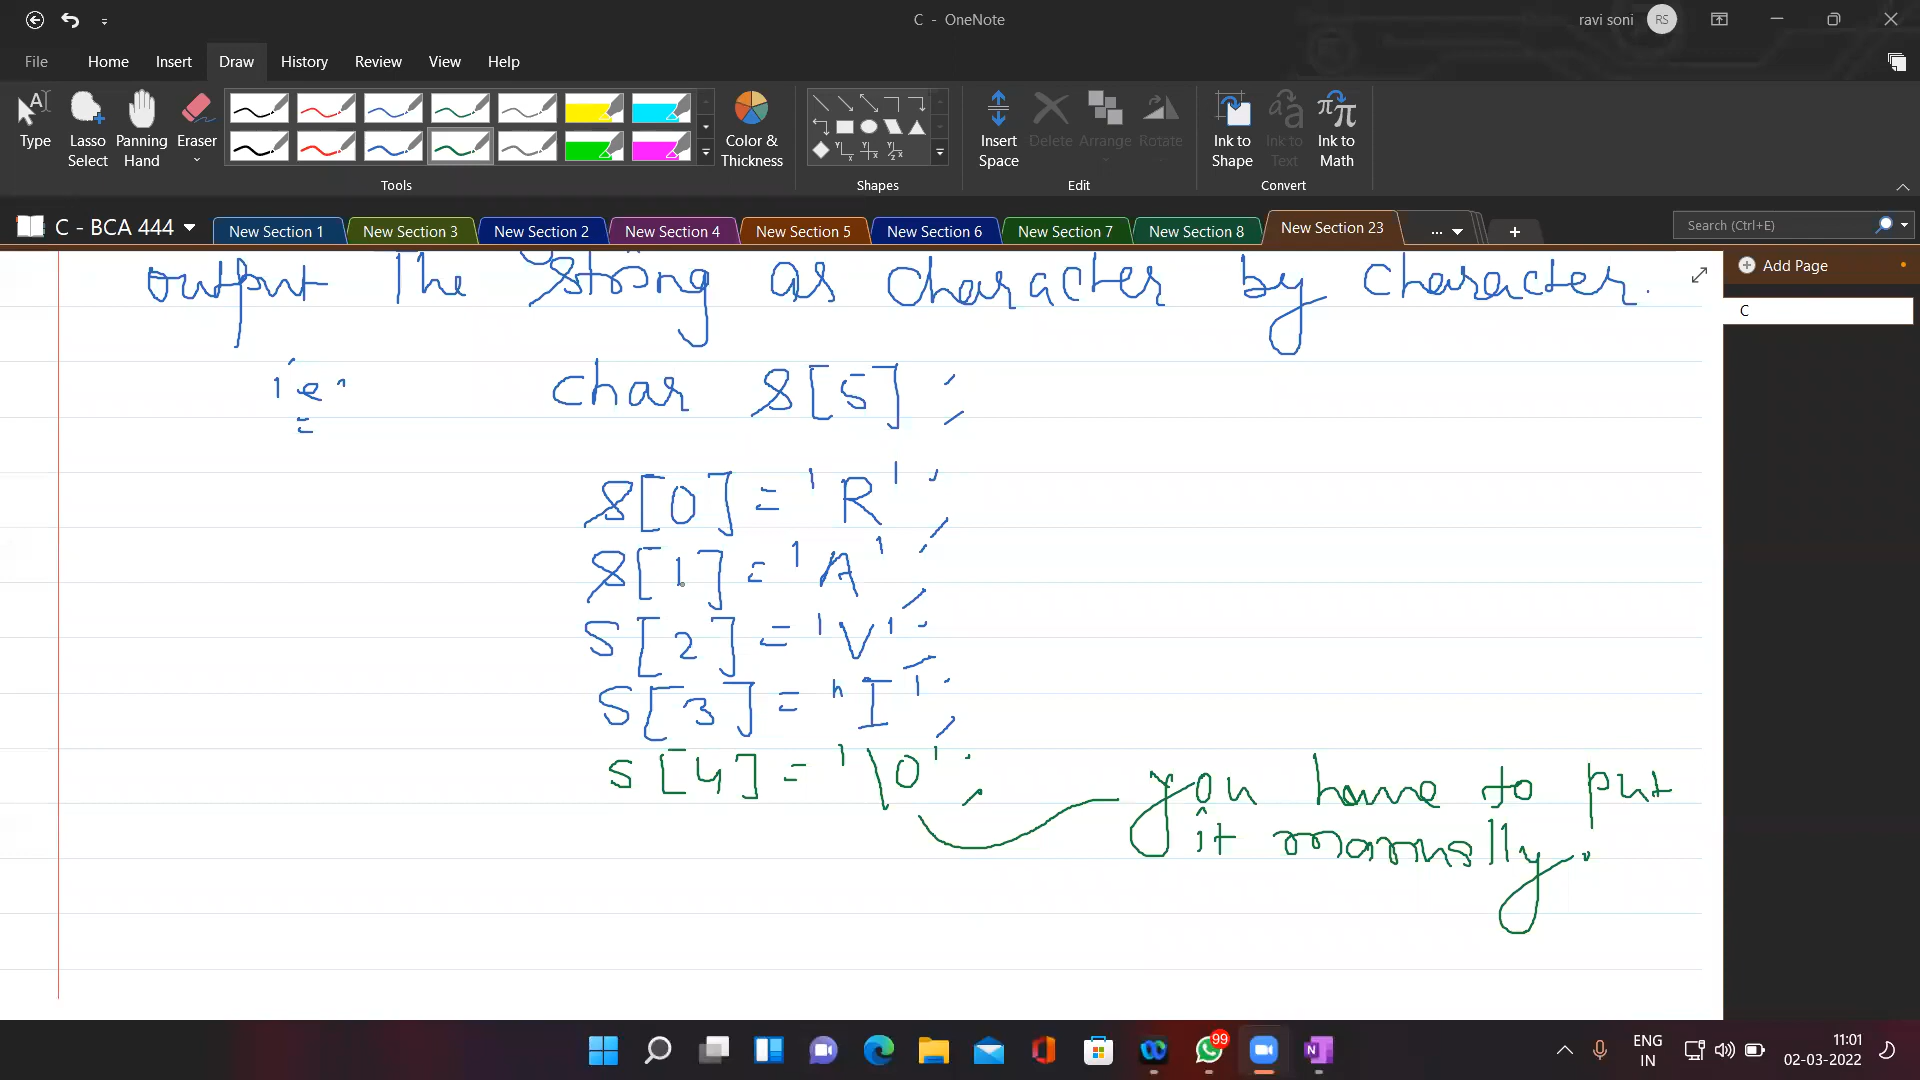 C - OneNote
ravi soni
RS
File
Home
Insert
Draw
History
Review
View
Help
Type
Lasso Select
Panning Hand
Eraser
Color & Thickness
Insert Space
Delete
Arrange
Rotate
Ink to Shape
Ink to Text
Ink to Math
Tools
Shapes
Edit
Convert
C - BCA 444
New Section 1
New Section 3
New Section 2
New Section 4
New Section 5
New Section 6
New Section 7
New Section 8
New Section 23
...
Search (Ctrl+E)
Add Page
C
output the string as character by character.
ie. char S[5];
S[0] = 'R';
S[1] = 'A';
S[2] = 'V';
S[3] = "I';
S[4] = '\0';
you have to put
it manually.
99
ENG
IN
11:01
02-03-2022